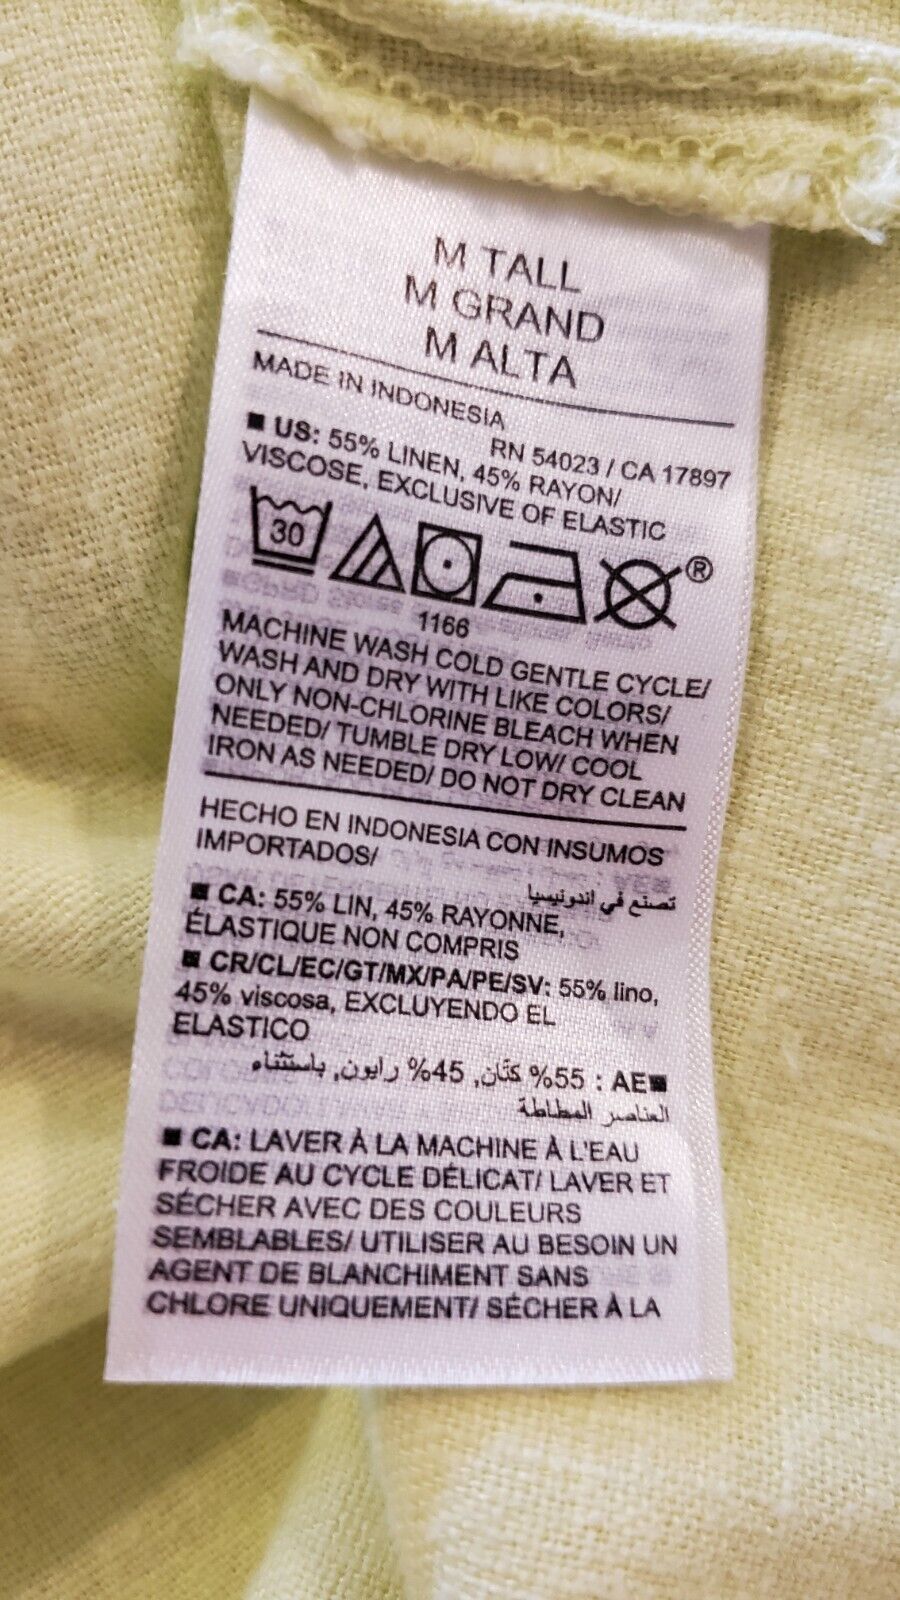 M TALL
M GRAND
M ALTA
MADE IN INDONESIA
RN 54023 / CA 17897
■ US: 55% LINEN, 45% RAYON/
VISCOSE, EXCLUSIVE OF ELASTIC
30
®
1166
MACHINE WASH COLD GENTLE CYCLE/
WASH AND DRY WITH LIKE COLORS/
ONLY NON-CHLORINE BLEACH WHEN
NEEDED/ TUMBLE DRY LOW/ COOL
IRON AS NEEDED/ DO NOT DRY CLEAN
HECHO EN INDONESIA CON INSUMOS
IMPORTADOS/
تصنع في اندونيسيا
■ CA: 55% LIN, 45% RAYONNE,
ÉLASTIQUE NON COMPRIS
■ CR/CL/EC/GT/MX/PA/PE/SV: 55% lino,
45% viscosa, EXCLUYENDO EL
ELASTICO
■AE : 55% كتّان, 45% رايون, باستثناء
العناصر المطاطة
■ CA: LAVER À LA MACHINE À L'EAU
FROIDE AU CYCLE DÉLICAT/ LAVER ET
SÉCHER AVEC DES COULEURS
SEMBLABLES/ UTILISER AU BESOIN UN
AGENT DE BLANCHIMENT SANS
CHLORE UNIQUEMENT/ SÉCHER À LA